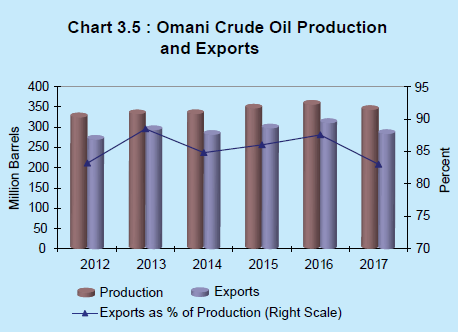 Chart 3.5 : Omani Crude Oil Production
and Exports
400
350
300
250
200
150
100
50
0
Million Barrels
95
90
85
80
75
70
Percent
2012 2013 2014 2015 2016 2017
Production Exports
Exports as % of Production (Right Scale)